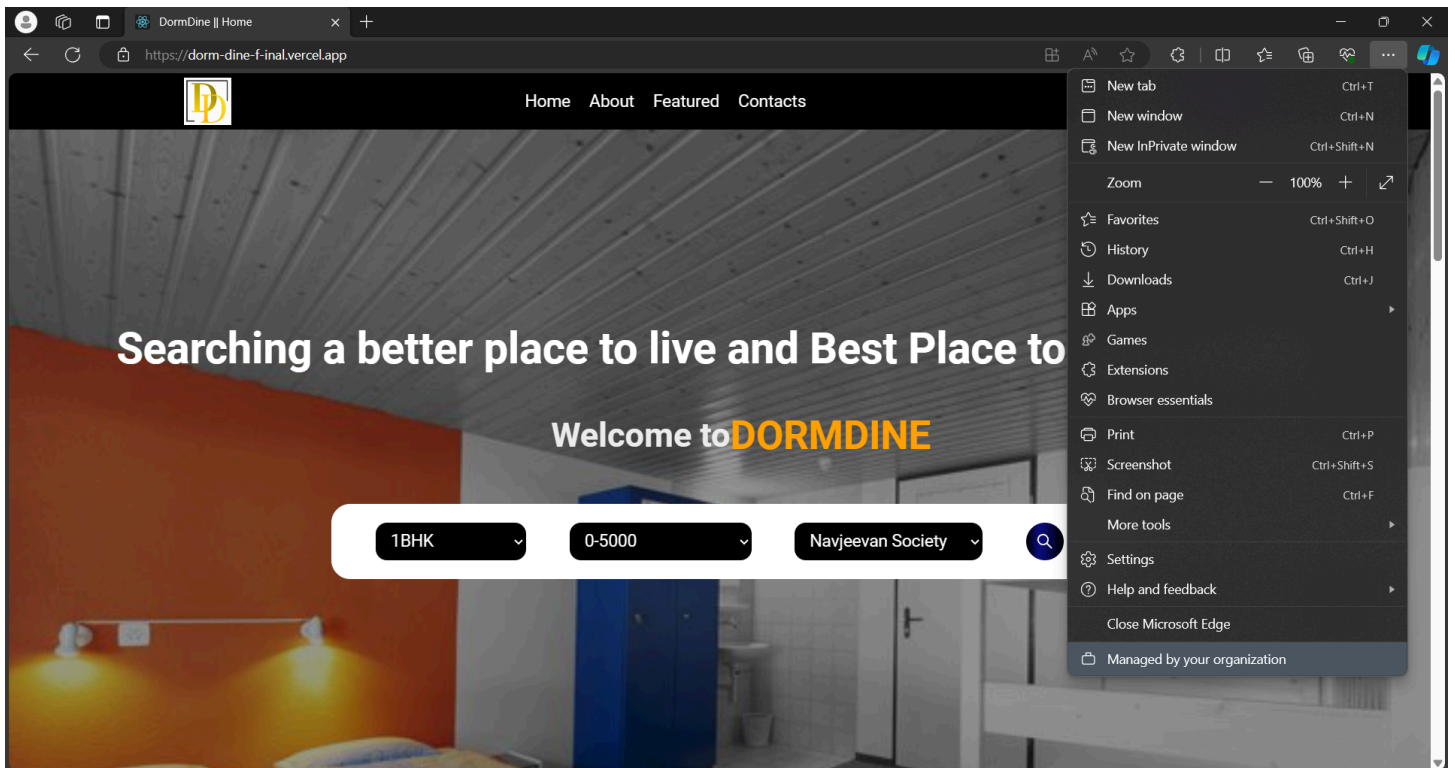 DormDine || Home
https://dorm-dine-f-inal.vercel.app
DD
Home About Featured Contacts
Searching a better place to live and Best Place to
Welcome toDORMDINE
1BHK 0-5000 Navjeevan Society
New tab Ctrl+T
New window Ctrl+N
New InPrivate window Ctrl+Shift+N
Zoom — 100% +
Favorites Ctrl+Shift+O
History Ctrl+H
Downloads Ctrl+J
Apps
Games
Extensions
Browser essentials
Print Ctrl+P
Screenshot Ctrl+Shift+S
Find on page Ctrl+F
More tools
Settings
Help and feedback
Close Microsoft Edge
Managed by your organization